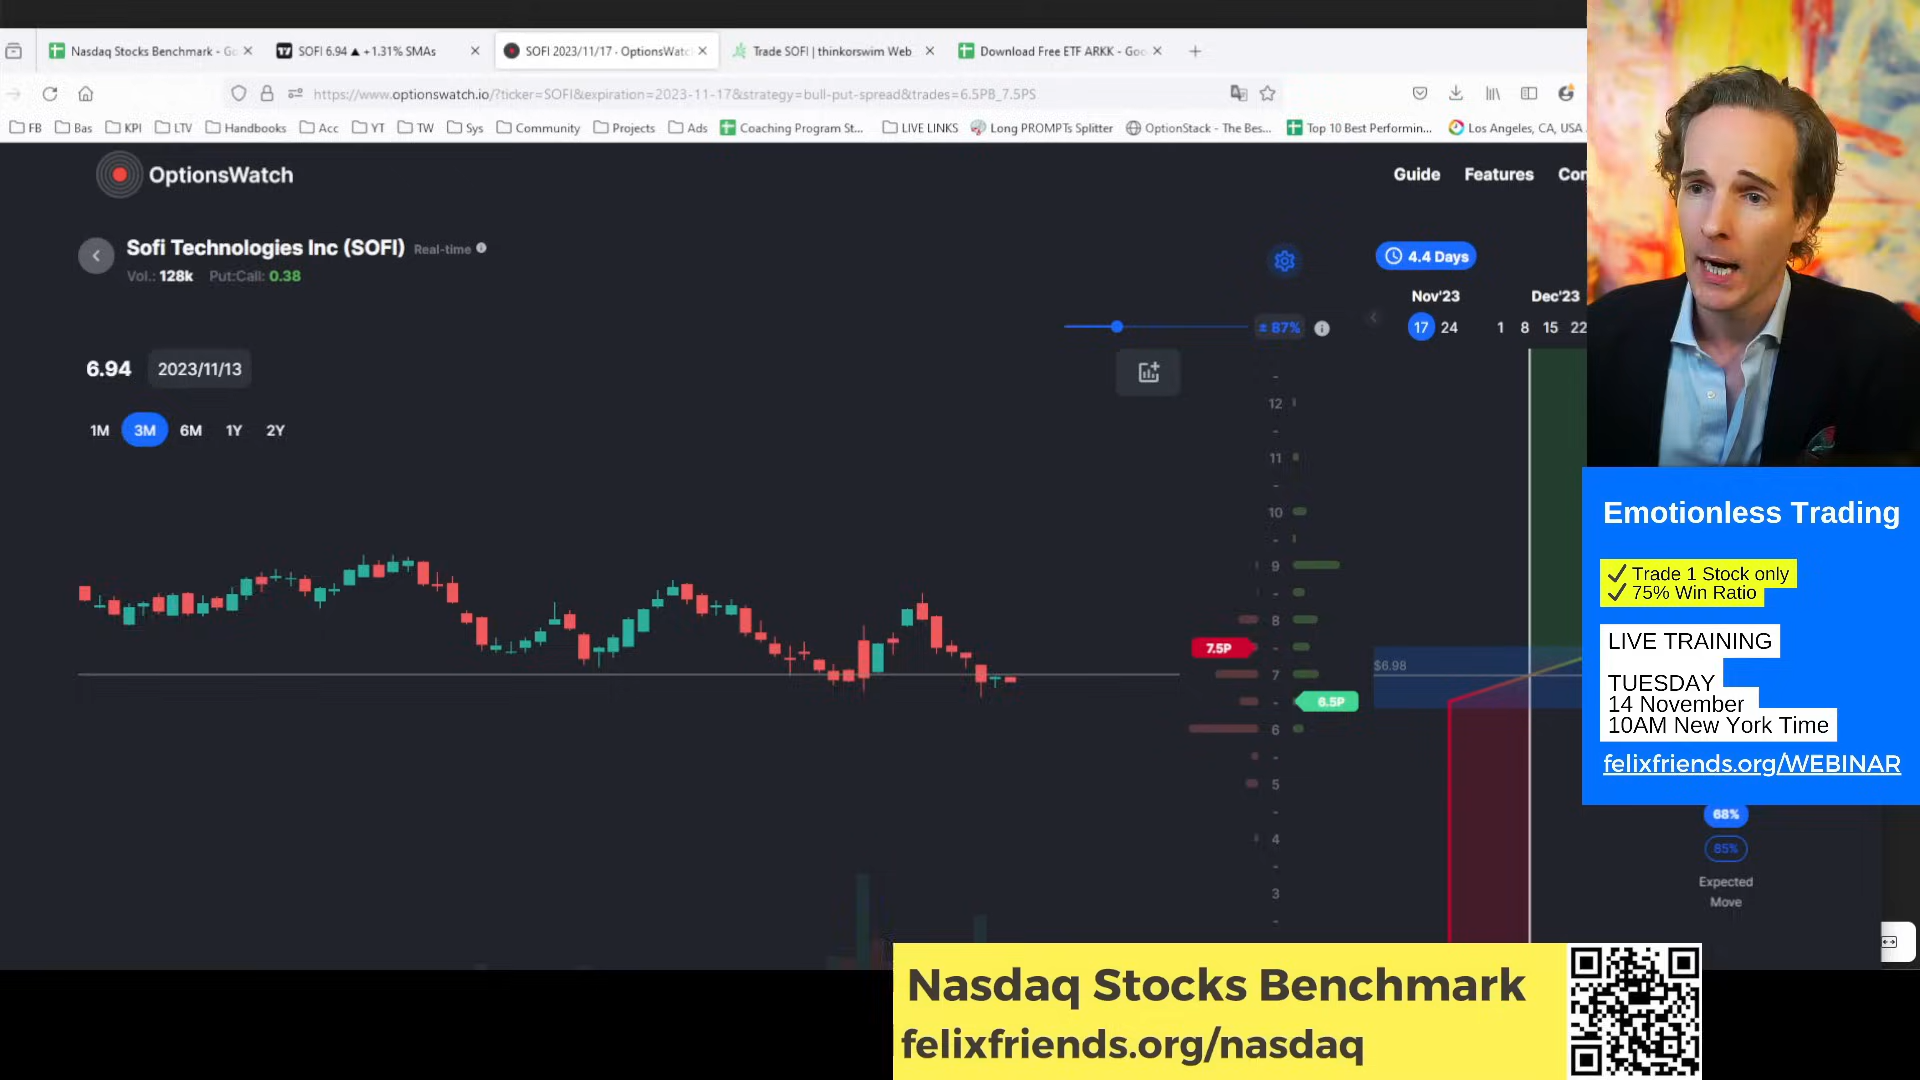 Nasdaq Stocks Benchmark - Go
SOFI 6.94 ▲ +1.31% SMAs
SOFI 2023/11/17 - OptionsWatc
Trade SOFI | thinkorswim Web
Download Free ETF ARKK - Goo
https://www.optionswatch.io/?ticker=SOFI&expiration=2023-11-17&strategy=bull-put-spread&trades=6.5PB_7.5PS
FB
Bas
KPI
LTV
Handbooks
Acc
YT
TW
Sys
Community
Projects
Ads
Coaching Program St...
LIVE LINKS
Long PROMPTs Splitter
OptionStack - The Bes...
Top 10 Best Performin...
Los Angeles, CA, USA
OptionsWatch
Guide
Features
Sofi Technologies Inc (SOFI) Real-time
Vol.: 128k Put:Call: 0.38
4.4 Days
Nov'23
Dec'23
17 24 1 8 15 22
± 87%
6.94 2023/11/13
1M 3M 6M 1Y 2Y
12
11
10
9
8
7.5P
$6.98
7
6.5P
6
5
4
3
68%
85%
Expected
Move
Emotionless Trading
✓ Trade 1 Stock only
✓ 75% Win Ratio
LIVE TRAINING
TUESDAY
14 November
10AM New York Time
felixfriends.org/WEBINAR
Nasdaq Stocks Benchmark
felixfriends.org/nasdaq